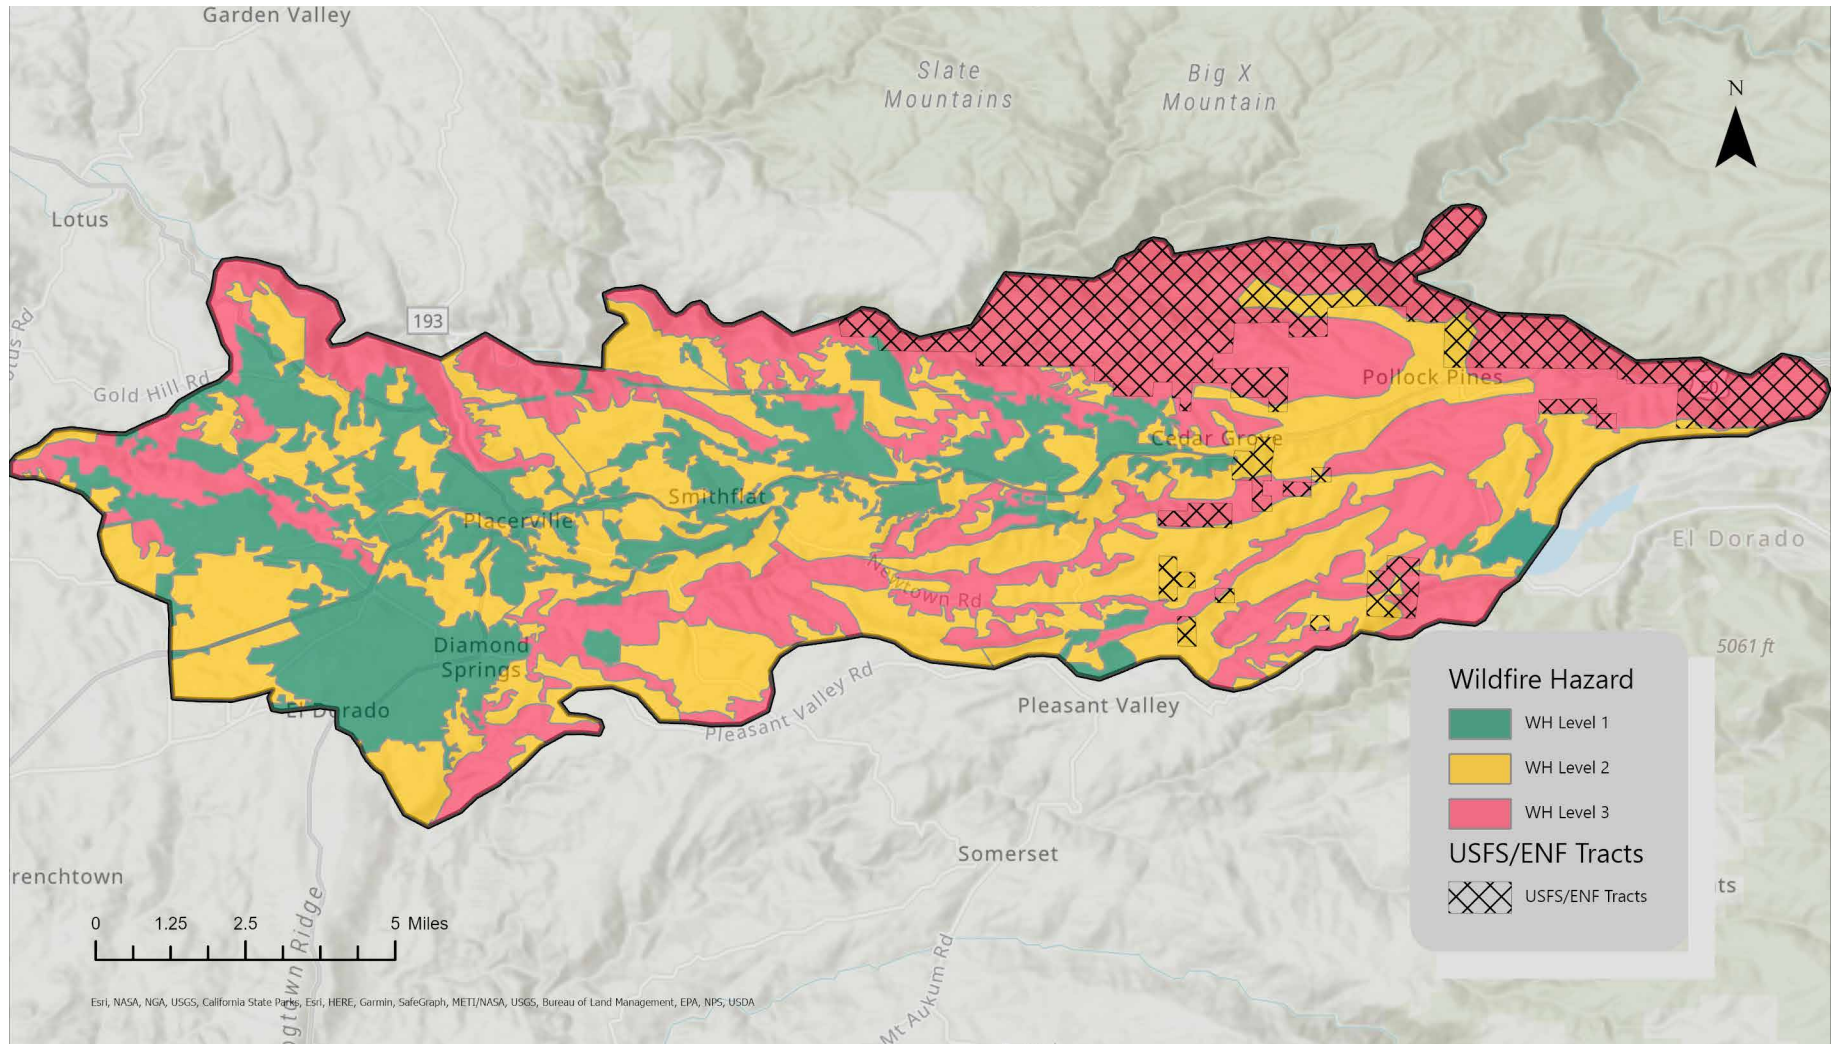 Garden Valley
Slate
Mountains
Big X
Mountain
N
Lotus
193
Gold Hill Rd
Pollock Pines
50
Cedar Grove
Smithflat
Placerville
El Dorado
Newtown Rd
Diamond
Springs
5061 ft
El Dorado
Pleasant Valley Rd
Pleasant Valley
Wildfire Hazard
WH Level 1
WH Level 2
WH Level 3
USFS/ENF Tracts
USFS/ENF Tracts
Somerset
renchtown
ts
0 1.25 2.5 5 Miles
ogtown Ridge
Mt Aukum Rd
Esri, NASA, NGA, USGS, California State Parks, Esri, HERE, Garmin, SafeGraph, METI/NASA, USGS, Bureau of Land Management, EPA, NPS, USDA